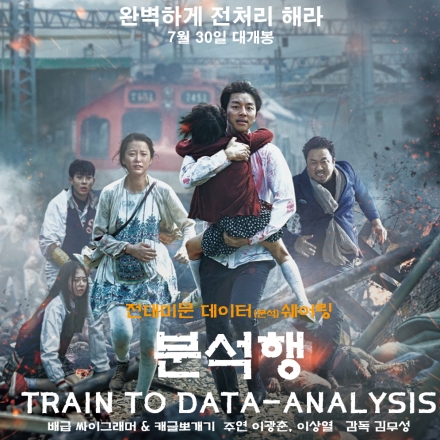 완벽하게 전처리 해라
7월 30일 대개봉
전대미문 데이터(분석) 쉐어링
분석행
TRAIN TO DATA-ANALYSIS
배급 싸이그래머 & 캐글뽀개기 주연 이광춘, 이상열 감독 김무성